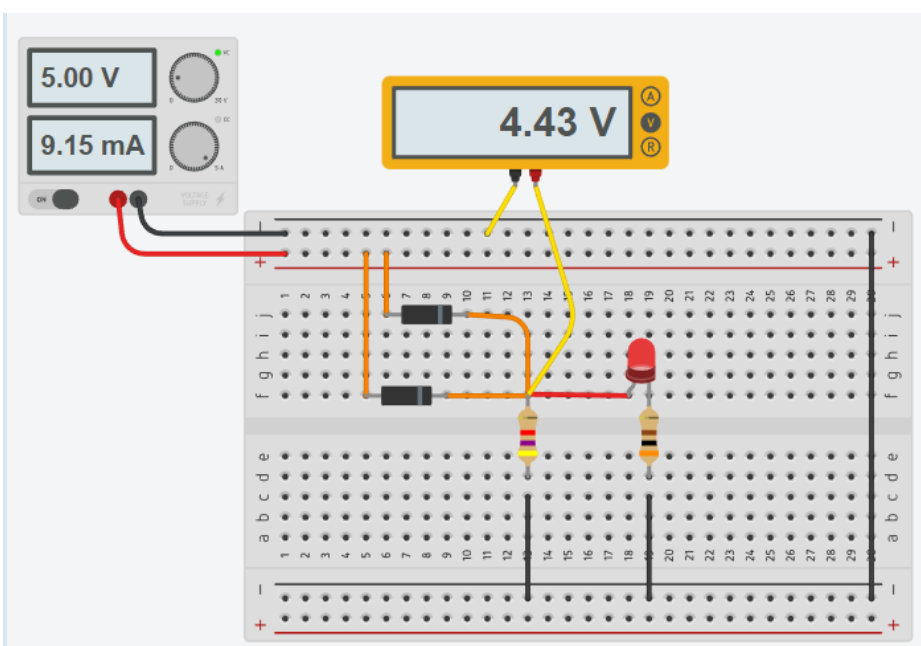 5.00 V
VC
0 30 V
9.15 mA
CC
0 5 A
ON
VOLTAGE
SUPPLY
4.43 V
A
V
R
− −
+ +
1 2 3 4 5 6 7 8 9 10 11 12 13 14 15 16 17 18 19 20 21 22 23 24 25 26 27 28 29 30
j j
i i
h h
g g
f f
e e
d d
c c
b b
a a
1 2 3 4 5 6 7 8 9 10 11 12 13 14 15 16 17 18 19 20 21 22 23 24 25 26 27 28 29 30
− −
+ +